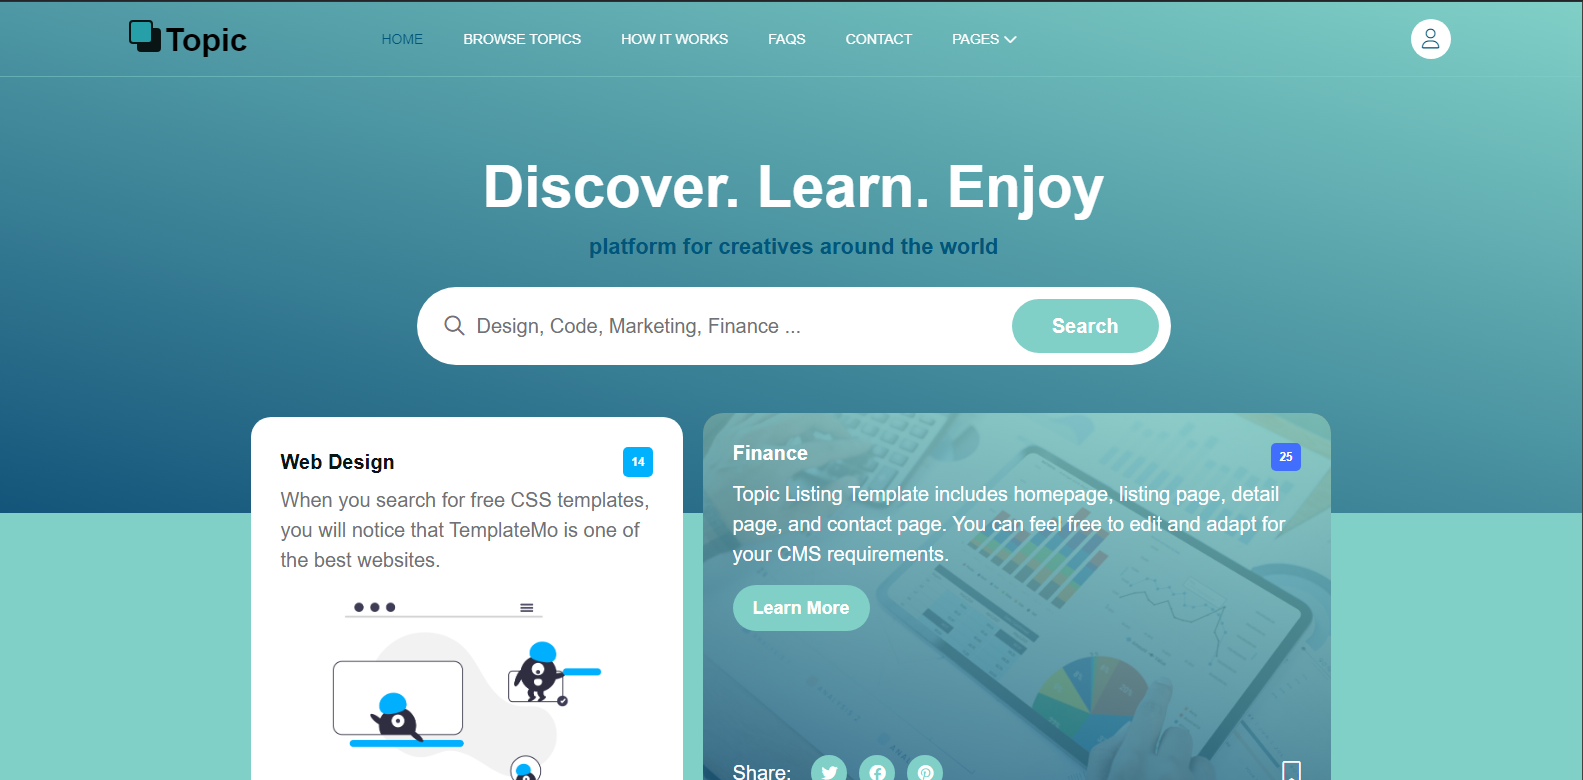 Topic
HOME
BROWSE TOPICS
HOW IT WORKS
FAQS
CONTACT
PAGES
Discover. Learn. Enjoy
platform for creatives around the world
Design, Code, Marketing, Finance ...
Search
Web Design
14
When you search for free CSS templates,
you will notice that TemplateMo is one of
the best websites.
Finance
25
Topic Listing Template includes homepage, listing page, detail
page, and contact page. You can feel free to edit and adapt for
your CMS requirements.
Learn More
Share: